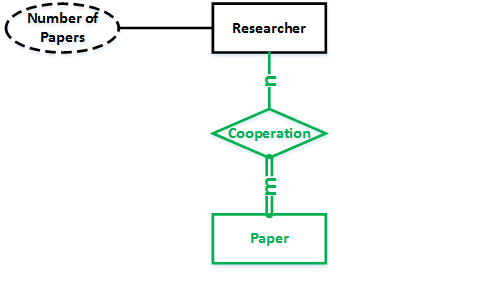 Number of
Papers
Researcher
n
Cooperation
m
Paper